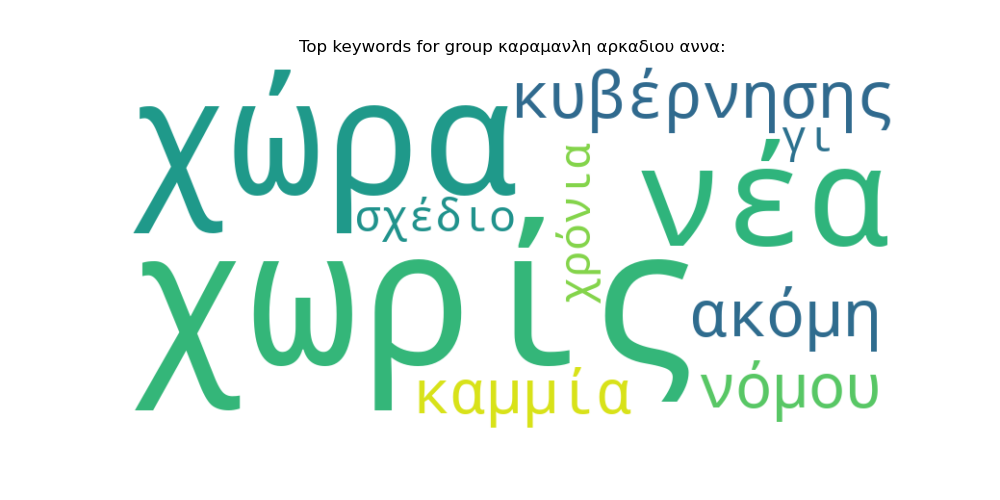 Top keywords for group καραμανλη αρκαδιου αννα:
χώρα
κυβέρνησης
γι
σχέδιο
χρόνια
νέα
χωρίς
ακόμη
καμμία
νόμου